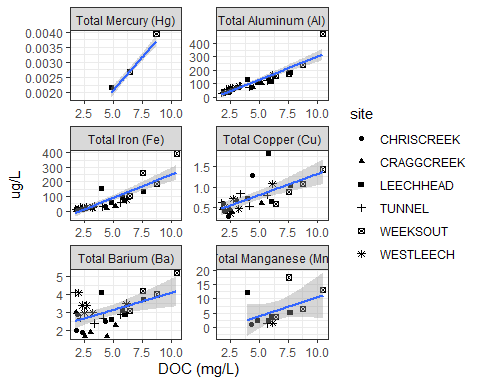 Total Mercury (Hg) Total Aluminum (Al)
0.0040
0.0035
0.0030
0.0025
0.0020
400
300
200
100
0
2.5 5.0 7.5 10.0 2.5 5.0 7.5 10.0
Total Iron (Fe) Total Copper (Cu)
400
300
200
100
0
1.5
1.0
0.5
2.5 5.0 7.5 10.0 2.5 5.0 7.5 10.0
Total Barium (Ba) Total Manganese (Mn
5
4
3
2
20
15
10
5
0
2.5 5.0 7.5 10.0 2.5 5.0 7.5 10.0
ug/L
DOC (mg/L)
site
CHRISCREEK
CRAGGCREEK
LEECHHEAD
TUNNEL
WEEKSOUT
WESTLEECH